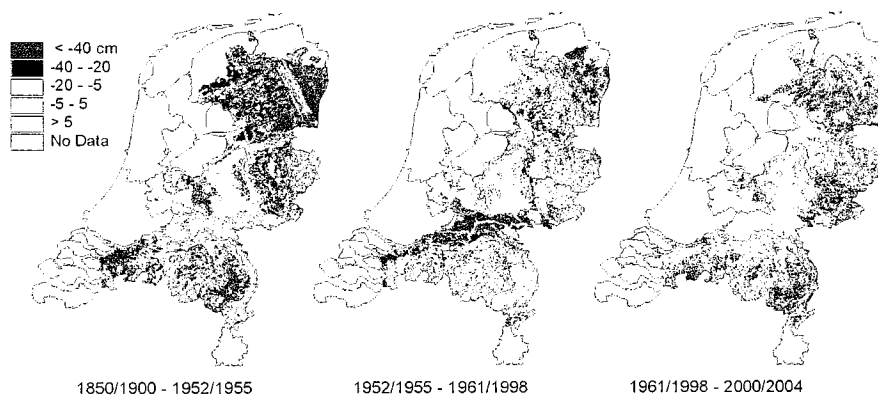 < -40 cm
-40 - -20
-20 - -5
-5 - 5
> 5
No Data
1850/1900 - 1952/1955
1952/1955 - 1961/1998
1961/1998 - 2000/2004